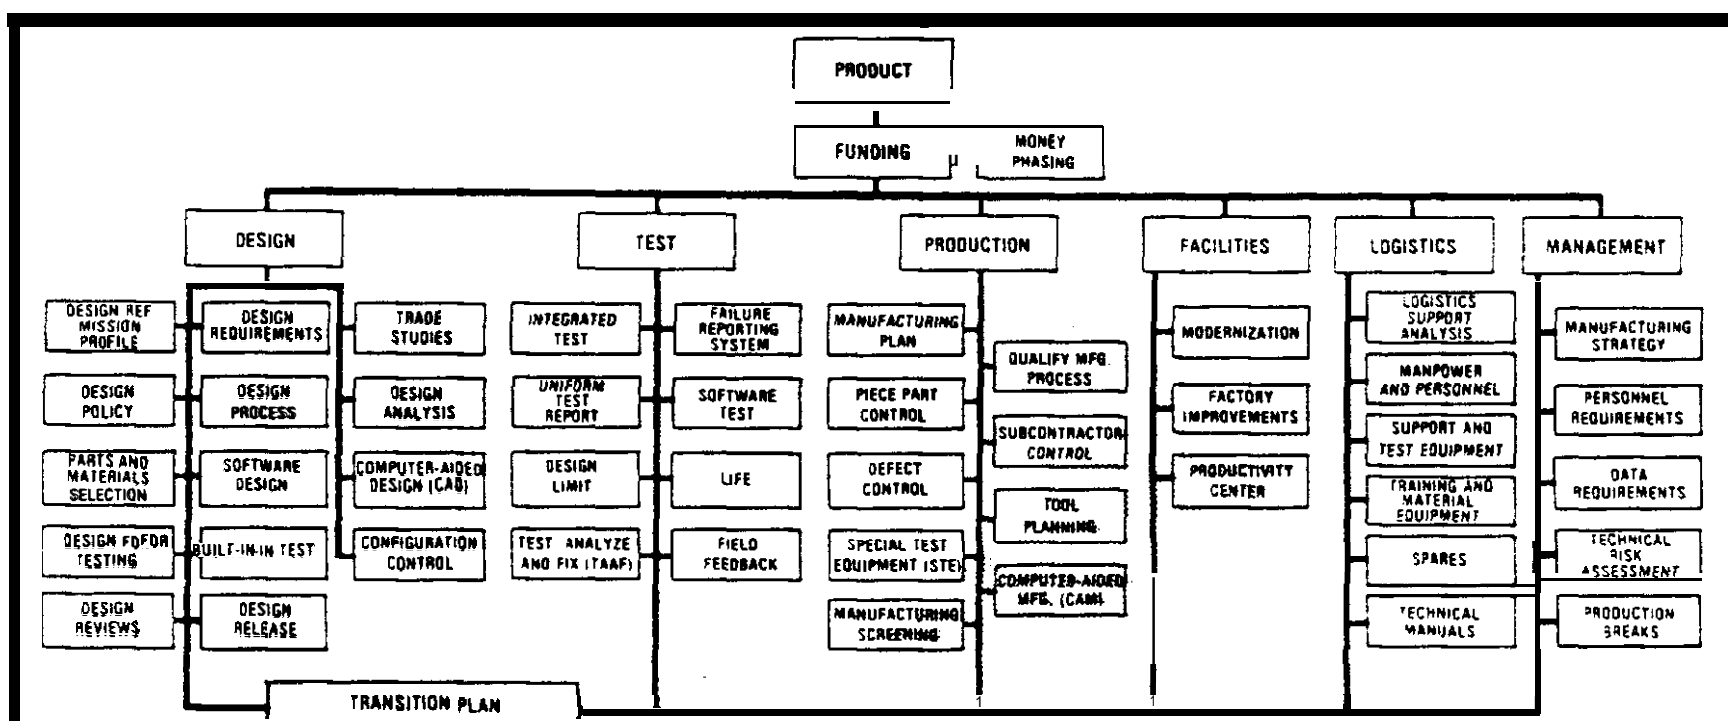 PRODUCT
FUNDING
µ
MONEY
PHASING
DESIGN
TEST
PRODUCTION
FACILITIES
LOGISTICS
MANAGEMENT
DESIGN REF
MISSION
PROFILE
DESIGN
POLICY
PARTS AND
MATERIALS
SELECTION
DESIGN FOFOR
TESTING
DESIGN
REVIEWS
DESIGN
REQUIREMENTS
DESIGN
PROCESS
SOFTWARE
DESIGN
BUILT-IN-IN TEST
DESIGN
RELEASE
TRADE
STUDIES
DESIGN
ANALYSIS
COMPUTER-AIDED
DESIGN (CAD)
CONFIGURATION
CONTROL
INTEGRATED
TEST
UNIFORM
TEST
REPORT
DESIGN
LIMIT
TEST ANALYZE
AND FIX (TAAF)
FAILURE
REPORTING
SYSTEM
SOFTWARE
TEST
LIFE
FIELD
FEEDBACK
MANUFACTURING
PLAN
PIECE PART
CONTROL
DEFECT
CONTROL
SPECIAL TEST
EQUIPMENT (STE)
MANUFACTURING
SCREENING
QUALIFY MFG.
PROCESS
SUBCONTRACTOR
CONTROL
TOOL
PLANNING
COMPUTER-AIDED
MFG. (CAM)
MODERNIZATION
FACTORY
IMPROVEMENTS
PRODUCTIVITY
CENTER
LOGISTICS
SUPPORT
ANALYSIS
MANPOWER
AND PERSONNEL
SUPPORT AND
TEST EQUIPMENT
TRAINING AND
MATERIAL
EQUIPMENT
SPARES
TECHNICAL
MANUALS
MANUFACTURING
STRATEGY
PERSONNEL
REQUIREMENTS
DATA
REQUIREMENTS
TECHNICAL
RISK
ASSESSMENT
PRODUCTION
BREAKS
TRANSITION PLAN